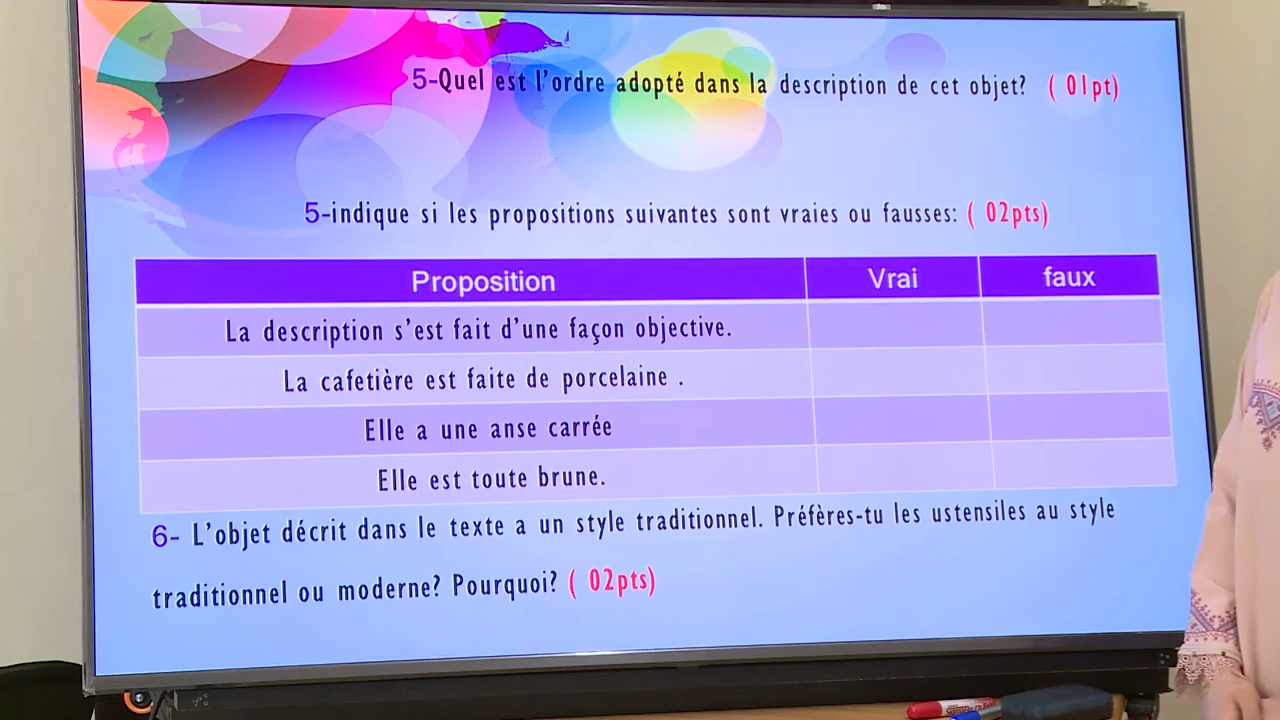 5-Quel est l'ordre adopté dans la description de cet objet? ( 01pt)
5-indique si les propositions suivantes sont vraies ou fausses: ( 02pts)
Proposition Vrai faux
La description s'est fait d'une façon objective.
La cafetière est faite de porcelaine .
Elle a une anse carrée
Elle est toute brune.
6- L'objet décrit dans le texte a un style traditionnel. Préfères-tu les ustensiles au style
traditionnel ou moderne? Pourquoi? ( 02pts)